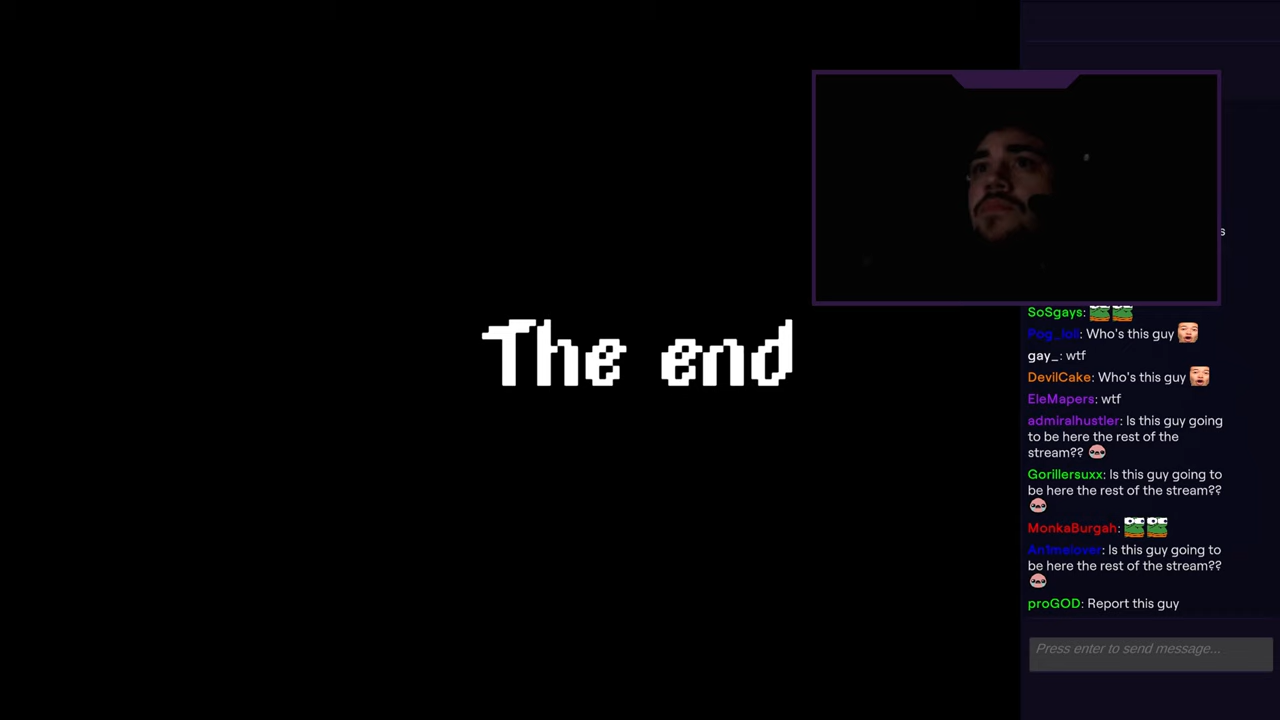 The end
s
SoSgays:
Pog_loll: Who's this guy
gay_: wtf
DevilCake: Who's this guy
EleMapers: wtf
admiralhustler: Is this guy going
to be here the rest of the
stream??
Gorillersuxx: Is this guy going to
be here the rest of the stream??
MonkaBurgah:
An1malover: Is this guy going to
be here the rest of the stream??
proGOD: Report this guy
Press enter to send message...